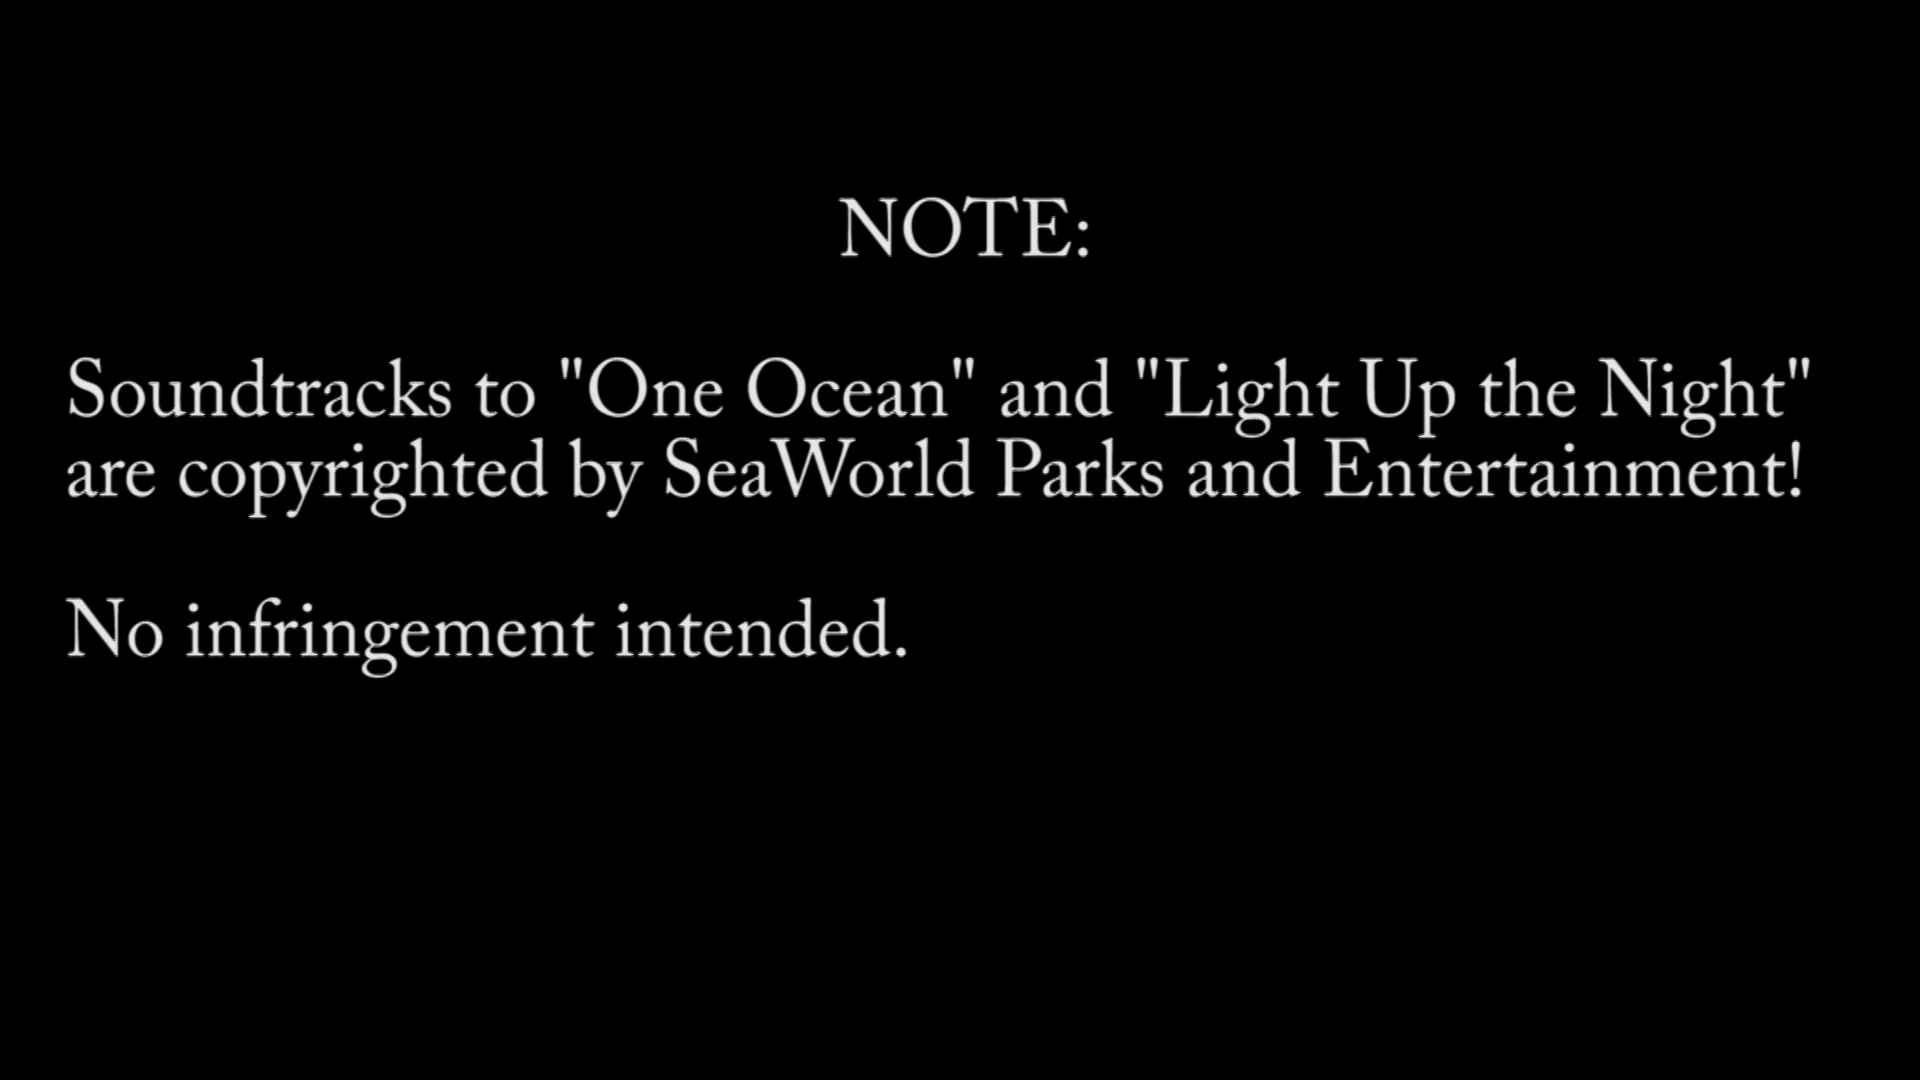 NOTE:
Soundtracks to "One Ocean" and "Light Up the Night"
are copyrighted by SeaWorld Parks and Entertainment!
No infringement intended.